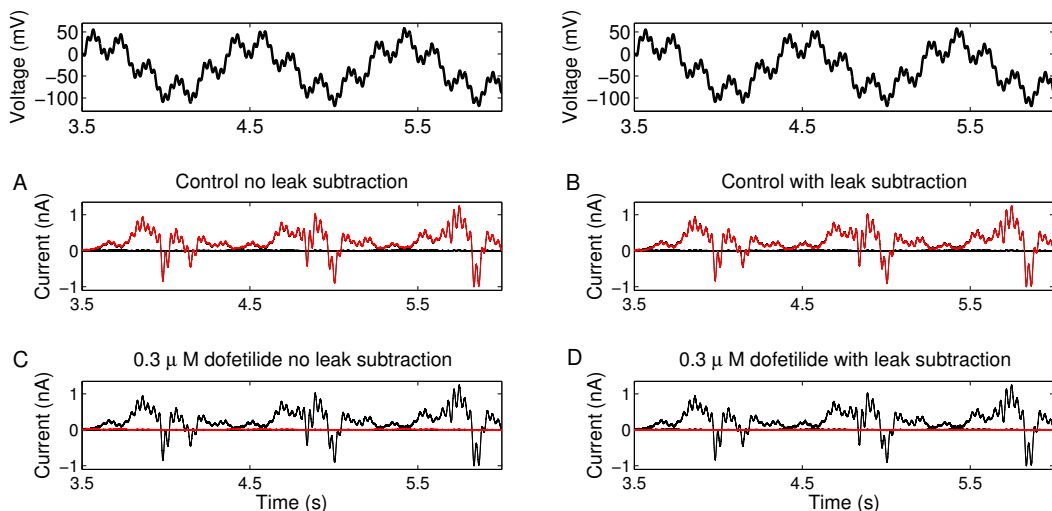 Voltage (mV)
50
0
−50
−100
3.5
4.5
5.5
Voltage (mV)
50
0
−50
−100
3.5
4.5
5.5
A
Control no leak subtraction
Current (nA)
1
0
−1
3.5
4.5
5.5
B
Control with leak subtraction
Current (nA)
1
0
−1
3.5
4.5
5.5
C
0.3 μ M dofetilide no leak subtraction
Current (nA)
1
0
−1
3.5
4.5
5.5
Time (s)
D
0.3 μ M dofetilide with leak subtraction
Current (nA)
1
0
−1
3.5
4.5
5.5
Time (s)